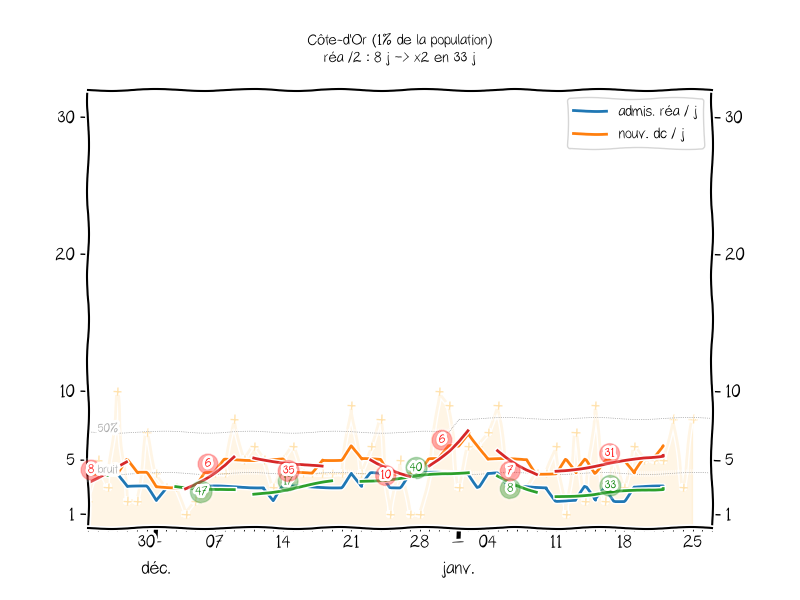 Côte-d'Or (1% de la population)
réa /2 : 8 j -> x2 en 33 j
admis. réa / j
nouv. dc / j
30 30
20 20
10 10
50%
5 5
8 bruit
6
47
35
17
10
40
6
7
8
31
33
1 1
30 07 14 21 28 04 11 18 25
déc. janv.